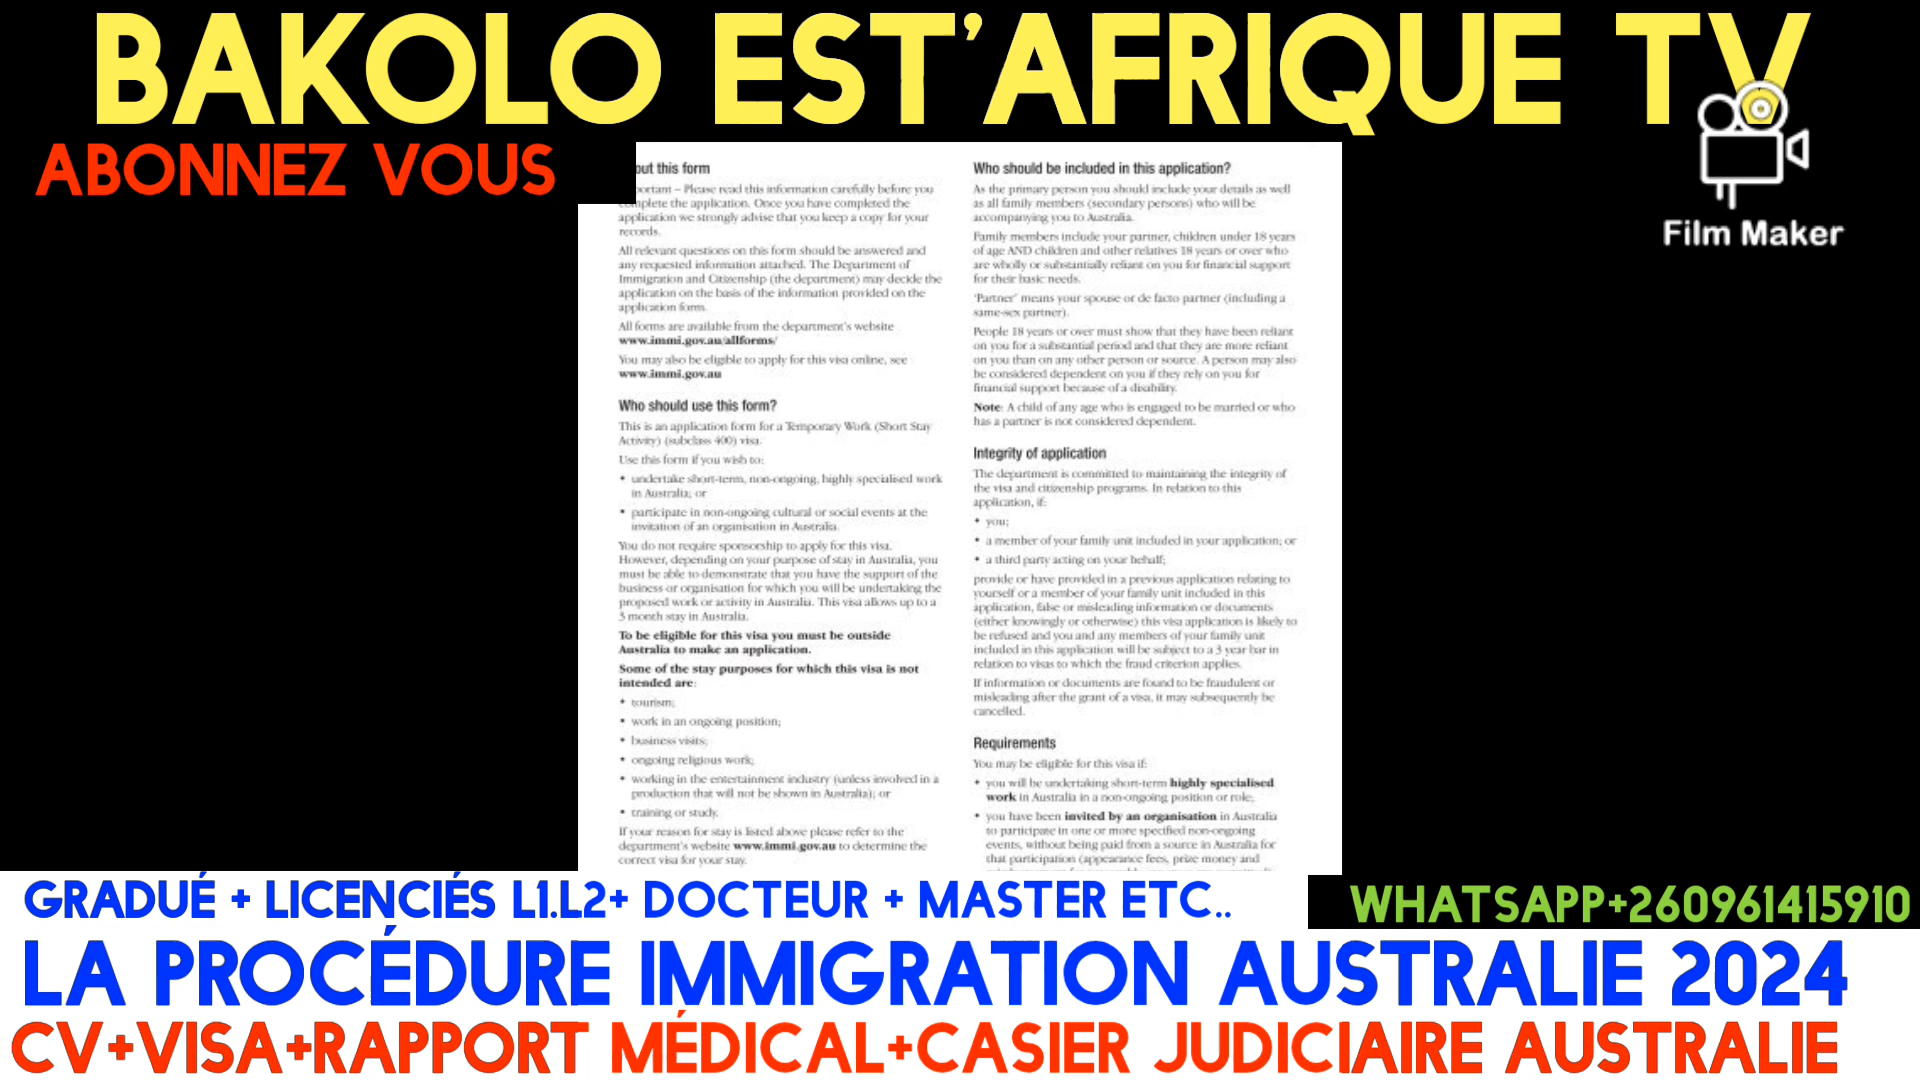 BAKOLO EST'AFRIQUE TV
ABONNEZ VOUS
Film Maker
out this form
ortant – Please read this information carefully before you
mplete the application. Once you have completed the
application we strongly advise that you keep a copy for your
records.
All relevant questions on this form should be answered and
any requested information attached. The Department of
Immigration and Citizenship (the department) may decide the
application on the basis of the information provided on the
application form.
All forms are available from the department's website
www.immi.gov.au/allforms/
You may also be eligible to apply for this visa online, see
www.immi.gov.au
Who should use this form?
This is an application form for a Temporary Work (Short Stay
Activity) (subclass 400) visa.
Use this form if you wish to:
• undertake short-term, non-ongoing, highly specialised work
in Australia; or
• participate in non-ongoing cultural or social events at the
invitation of an organisation in Australia.
You do not require sponsorship to apply for this visa.
However, depending on your purpose of stay in Australia, you
must be able to demonstrate that you have the support of the
business or organisation for which you will be undertaking the
proposed work or activity in Australia. This visa allows up to a
3 month stay in Australia.
To be eligible for this visa you must be outside
Australia to make an application.
Some of the stay purposes for which this visa is not
intended are:
• tourism;
• work in an ongoing position;
• business visits;
• ongoing religious work;
• working in the entertainment industry (unless involved in a
production that will not be shown in Australia); or
• training or study.
If your reason for stay is listed above please refer to the
department's website www.immi.gov.au to determine the
correct visa for your stay.
Who should be included in this application?
As the primary person you should include your details as well
as all family members (secondary persons) who will be
accompanying you to Australia.
Family members include your partner, children under 18 years
of age AND children and other relatives 18 years or over who
are wholly or substantially reliant on you for financial support
for their basic needs.
'Partner' means your spouse or de facto partner (including a
same-sex partner).
People 18 years or over must show that they have been reliant
on you for a substantial period and that they are more reliant
on you than on any other person or source. A person may also
be considered dependent on you if they rely on you for
financial support because of a disability.
Note: A child of any age who is engaged to be married or who
has a partner is not considered dependent.
Integrity of application
The department is committed to maintaining the integrity of
the visa and citizenship programs. In relation to this
application, if:
• you;
• a member of your family unit included in your application; or
• a third party acting on your behalf;
provide or have provided in a previous application relating to
yourself or a member of your family unit included in this
application, false or misleading information or documents
(either knowingly or otherwise) this visa application is likely to
be refused and you and any members of your family unit
included in this application will be subject to a 3 year bar in
relation to visas to which the fraud criterion applies.
If information or documents are found to be fraudulent or
misleading after the grant of a visa, it may subsequently be
cancelled.
Requirements
You may be eligible for this visa if:
• you will be undertaking short-term highly specialised
work in Australia in a non-ongoing position or role;
• you have been invited by an organisation in Australia
to participate in one or more specified non-ongoing
events, without being paid from a source in Australia for
that participation (appearance fees, prize money and
GRADUÉ + LICENCIÉS L1.L2+ DOCTEUR + MASTER ETC..
WHATSAPP+260961415910
LA PROCÉDURE IMMIGRATION AUSTRALIE 2024
CV+VISA+RAPPORT MÉDICAL+CASIER JUDICIAIRE AUSTRALIE